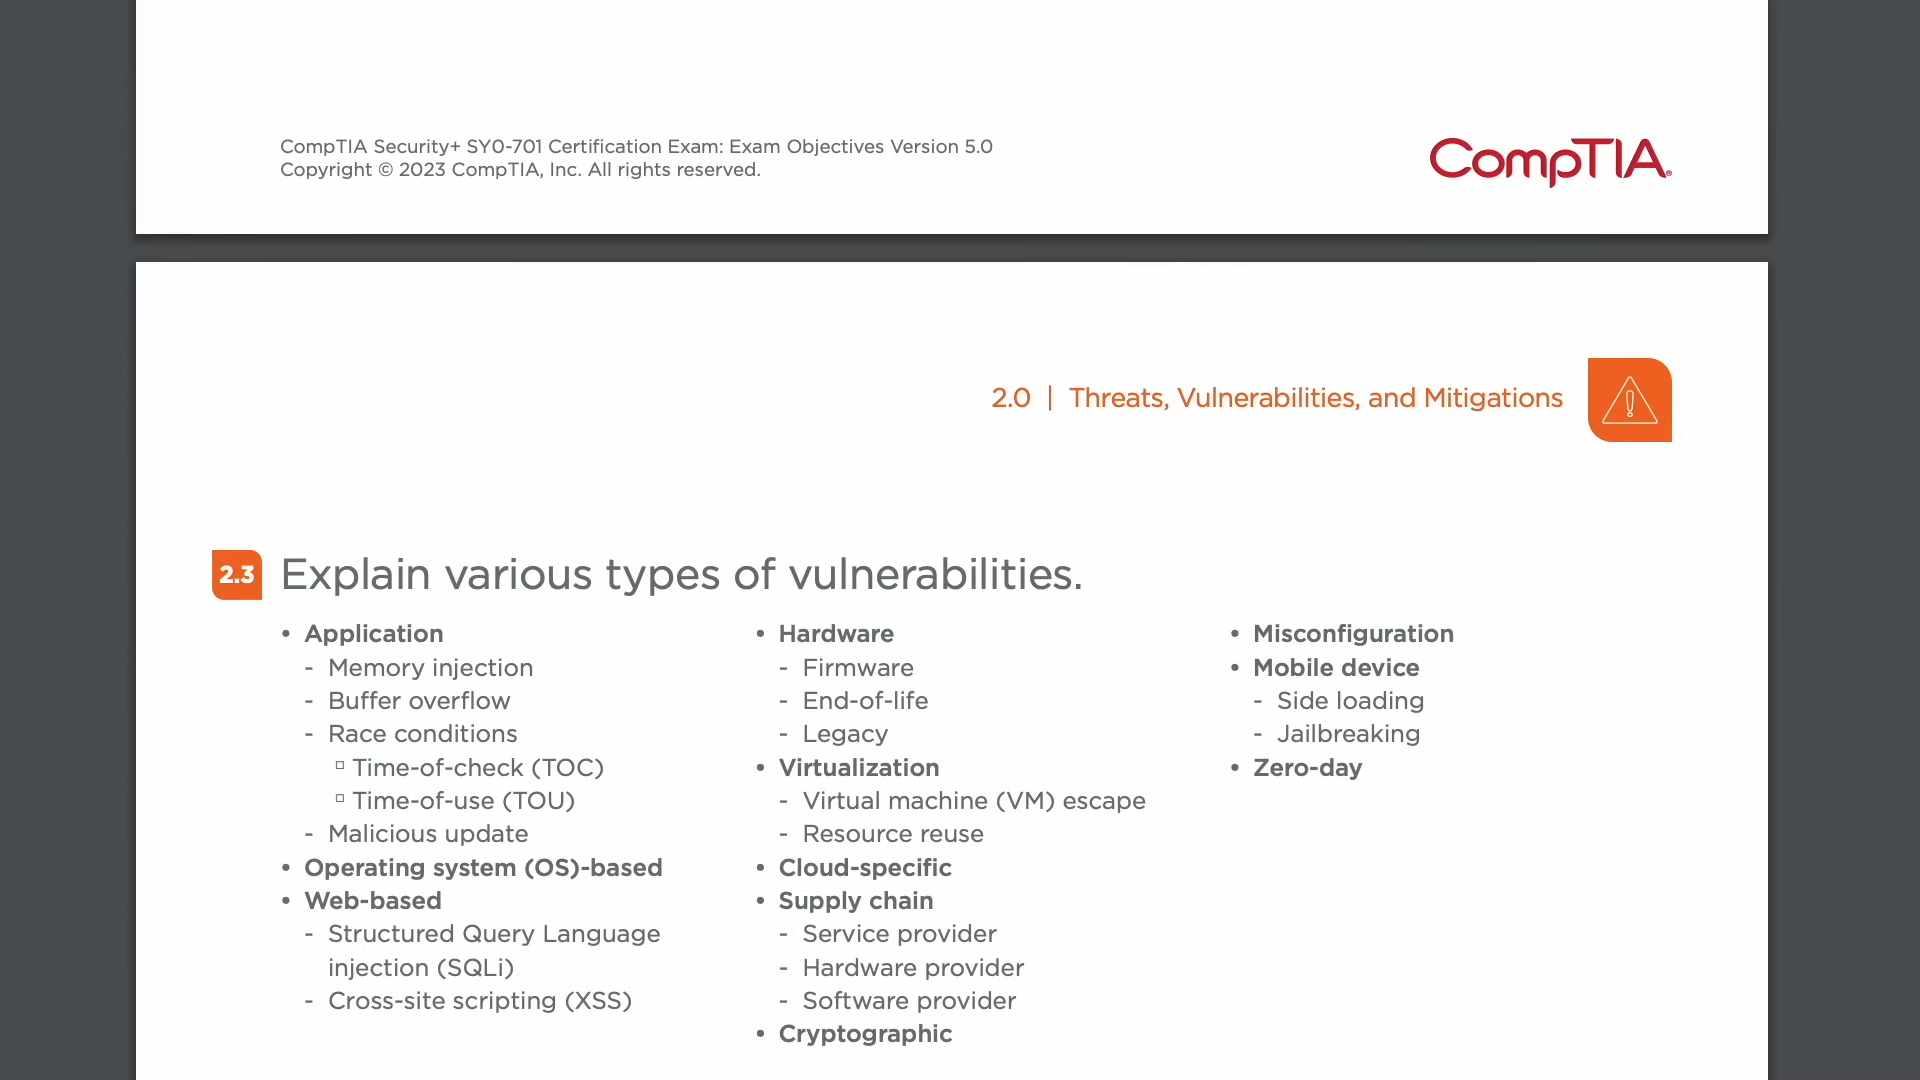 CompTIA Security+ SY0-701 Certification Exam: Exam Objectives Version 5.0
Copyright © 2023 CompTIA, Inc. All rights reserved.
CompTIA®
2.0 | Threats, Vulnerabilities, and Mitigations
2.3 Explain various types of vulnerabilities.
• Application
- Memory injection
- Buffer overflow
- Race conditions
▫ Time-of-check (TOC)
▫ Time-of-use (TOU)
- Malicious update
• Operating system (OS)-based
• Web-based
- Structured Query Language
injection (SQLi)
- Cross-site scripting (XSS)
• Hardware
- Firmware
- End-of-life
- Legacy
• Virtualization
- Virtual machine (VM) escape
- Resource reuse
• Cloud-specific
• Supply chain
- Service provider
- Hardware provider
- Software provider
• Cryptographic
• Misconfiguration
• Mobile device
- Side loading
- Jailbreaking
• Zero-day